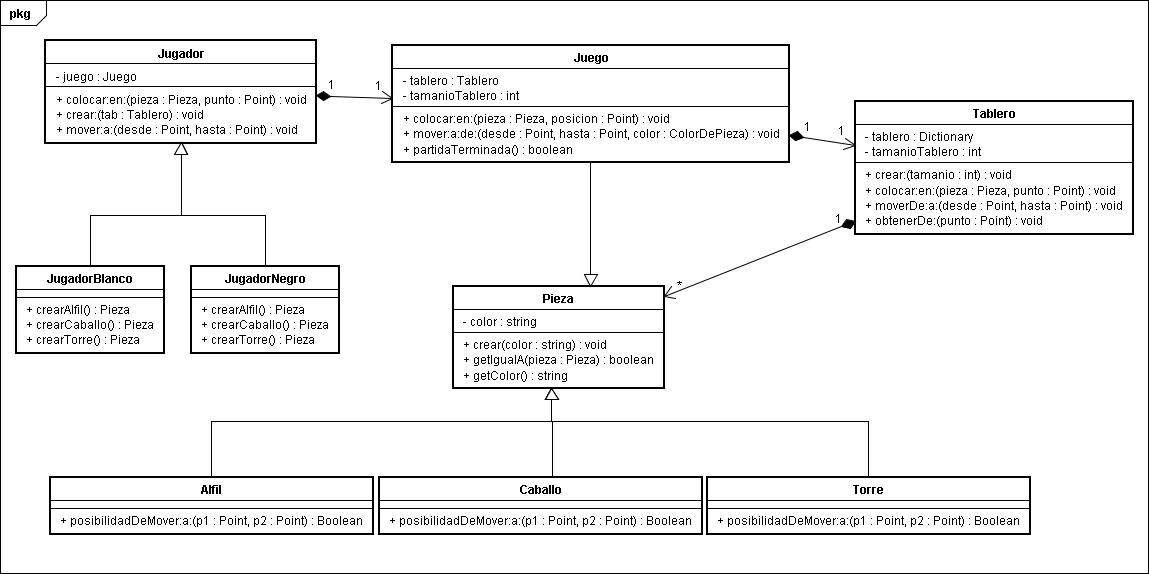 pkg
Jugador
- juego : Juego
+ colocar:en:(pieza : Pieza, punto : Point) : void
+ crear:(tab : Tablero) : void
+ mover:a:(desde : Point, hasta : Point) : void
1
1
Juego
- tablero : Tablero
- tamanioTablero : int
+ colocar:en:(pieza : Pieza, posicion : Point) : void
+ mover:a:de:(desde : Point, hasta : Point, color : ColorDePieza) : void
+ partidaTerminada() : boolean
1
1
Tablero
- tablero : Dictionary
- tamanioTablero : int
+ crear:(tamanio : int) : void
+ colocar:en:(pieza : Pieza, punto : Point) : void
+ moverDe:a:(desde : Point, hasta : Point) : void
+ obtenerDe:(punto : Point) : void
1
*
JugadorBlanco
+ crearAlfil() : Pieza
+ crearCaballo() : Pieza
+ crearTorre() : Pieza
JugadorNegro
+ crearAlfil() : Pieza
+ crearCaballo() : Pieza
+ crearTorre() : Pieza
Pieza
- color : string
+ crear(color : string) : void
+ getIgualA(pieza : Pieza) : boolean
+ getColor() : string
Alfil
+ posibilidadDeMover:a:(p1 : Point, p2 : Point) : Boolean
Caballo
+ posibilidadDeMover:a:(p1 : Point, p2 : Point) : Boolean
Torre
+ posibilidadDeMover:a:(p1 : Point, p2 : Point) : Boolean